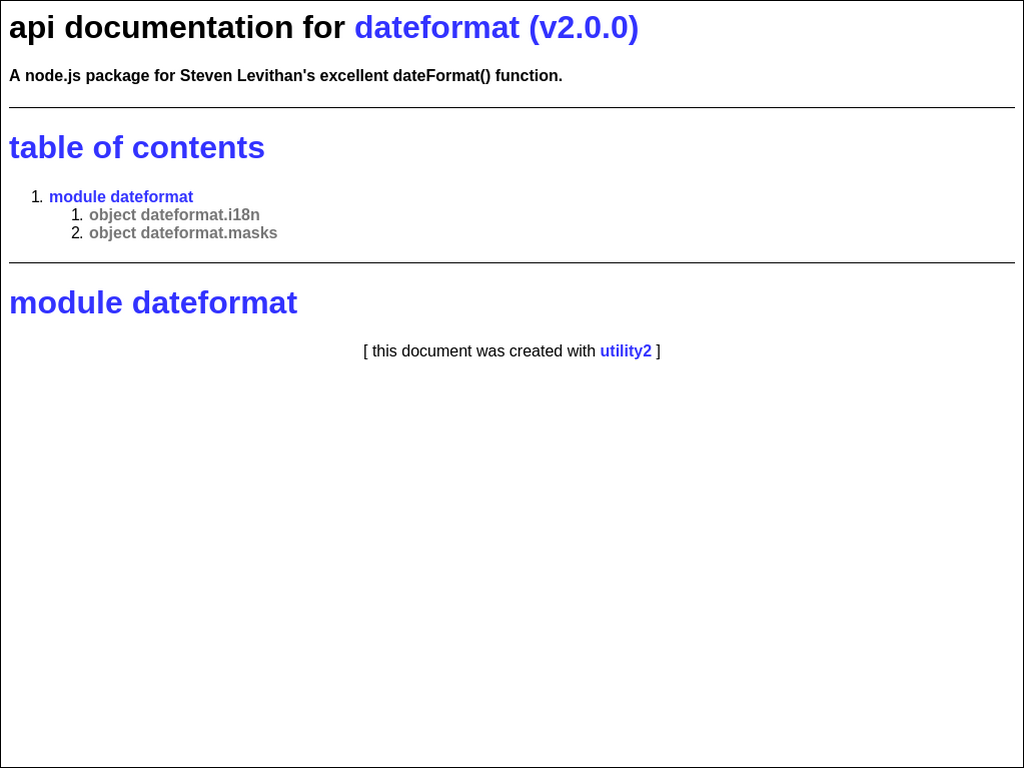 api documentation for dateformat (v2.0.0)
A node.js package for Steven Levithan's excellent dateFormat() function.
table of contents
1. module dateformat
1. object dateformat.i18n
2. object dateformat.masks
module dateformat
[ this document was created with utility2 ]